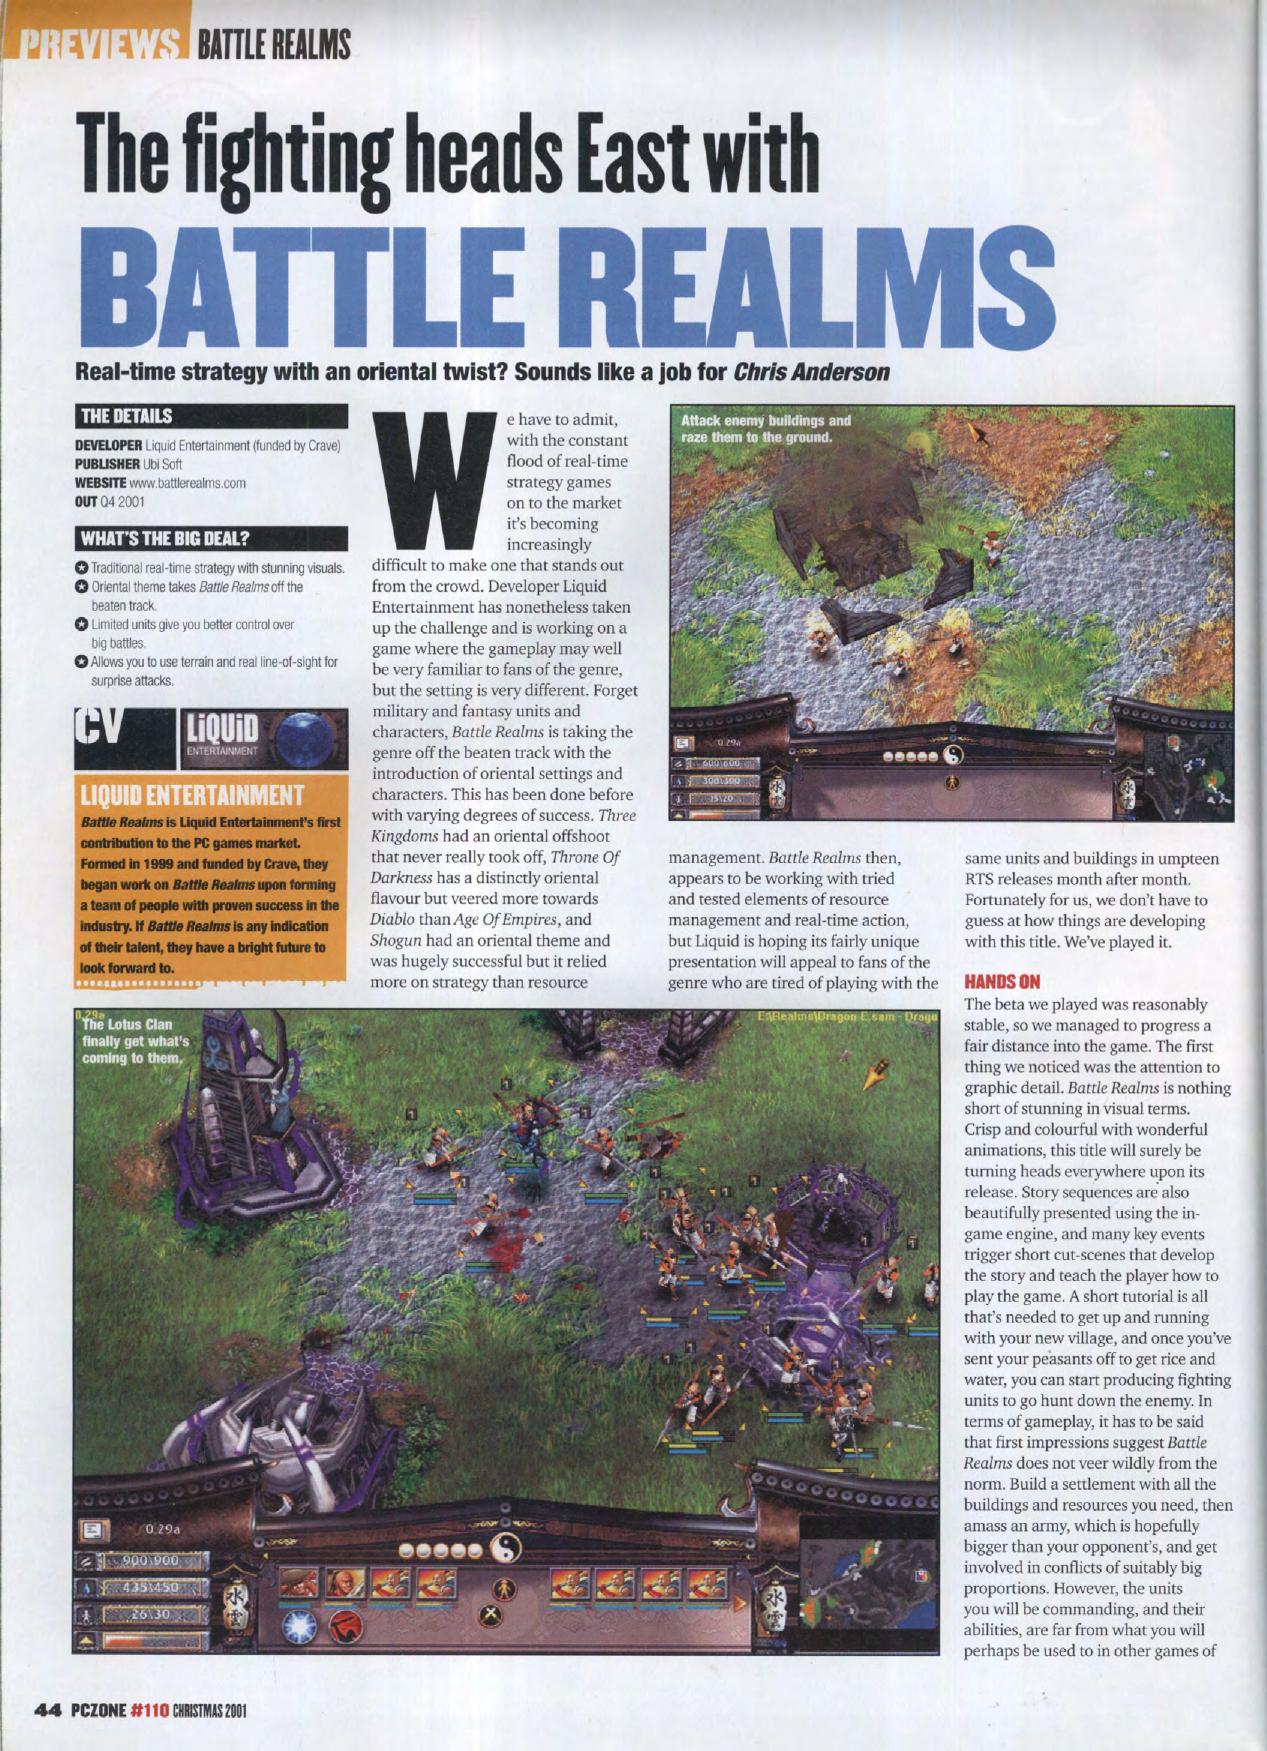 PREVIEWS BATTLE REALMS
The fighting heads East with
BATTLE REALMS
Real-time strategy with an oriental twist? Sounds like a job for Chris Anderson
THE DETAILS
DEVELOPER Liquid Entertainment (funded by Crave)
PUBLISHER Ubi Soft
WEBSITE www.battlerealms.com
OUT Q4 2001
WHAT'S THE BIG DEAL?
Traditional real-time strategy with stunning visuals.
Oriental theme takes Battle Realms off the
beaten track.
Limited units give you better control over
big battles.
Allows you to use terrain and real line-of-sight for
surprise attacks.
CV
LIQUID
ENTERTAINMENT
LIQUID ENTERTAINMENT
Battle Realms is Liquid Entertainment's first
contribution to the PC games market.
Formed in 1999 and funded by Crave, they
began work on Battle Realms upon forming
a team of people with proven success in the
industry. If Battle Realms is any indication
of their talent, they have a bright future to
look forward to.
We have to admit,
with the constant
flood of real-time
strategy games
on to the market
it's becoming
increasingly
difficult to make one that stands out
from the crowd. Developer Liquid
Entertainment has nonetheless taken
up the challenge and is working on a
game where the gameplay may well
be very familiar to fans of the genre,
but the setting is very different. Forget
military and fantasy units and
characters, Battle Realms is taking the
genre off the beaten track with the
introduction of oriental settings and
characters. This has been done before
with varying degrees of success. Three
Kingdoms had an oriental offshoot
that never really took off, Throne Of
Darkness has a distinctly oriental
flavour but veered more towards
Diablo than Age Of Empires, and
Shogun had an oriental theme and
was hugely successful but it relied
more on strategy than resource
Attack enemy buildings and
raze them to the ground.
0.29a
600\600
300\300
15\20
management. Battle Realms then,
appears to be working with tried
and tested elements of resource
management and real-time action,
but Liquid is hoping its fairly unique
presentation will appeal to fans of the
genre who are tired of playing with the
same units and buildings in umpteen
RTS releases month after month.
Fortunately for us, we don't have to
guess at how things are developing
with this title. We've played it.
HANDS ON
The beta we played was reasonably
stable, so we managed to progress a
fair distance into the game. The first
thing we noticed was the attention to
graphic detail. Battle Realms is nothing
short of stunning in visual terms.
Crisp and colourful with wonderful
animations, this title will surely be
turning heads everywhere upon its
release. Story sequences are also
beautifully presented using the in-
game engine, and many key events
trigger short cut-scenes that develop
the story and teach the player how to
play the game. A short tutorial is all
that's needed to get up and running
with your new village, and once you've
sent your peasants off to get rice and
water, you can start producing fighting
units to go hunt down the enemy. In
terms of gameplay, it has to be said
that first impressions suggest Battle
Realms does not veer wildly from the
norm. Build a settlement with all the
buildings and resources you need, then
amass an army, which is hopefully
bigger than your opponent's, and get
involved in conflicts of suitably big
proportions. However, the units
you will be commanding, and their
abilities, are far from what you will
perhaps be used to in other games of
0.29a
The Lotus Clan
finally get what's
coming to them.
E:\Realms\Dragon E.sam - Drago
0.29a
900\900
435\450
26\30
水
水
44 PCZONE #110 CHRISTMAS 2001